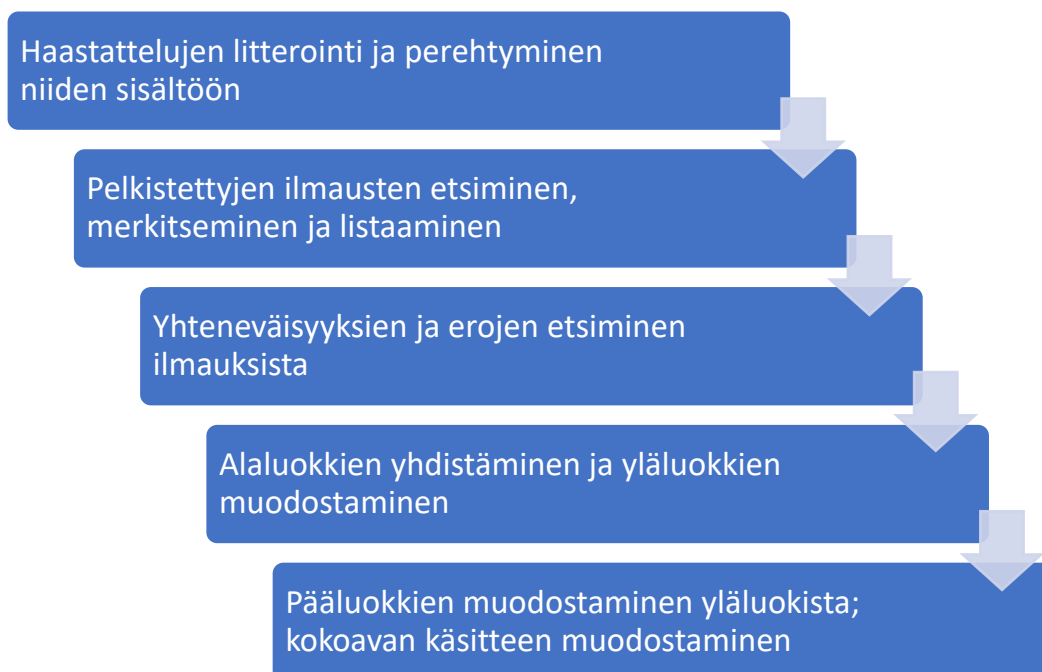 Haastattelujen litterointi ja perehtyminen
niiden sisältöön
Pelkistettyjen ilmausten etsiminen,
merkitseminen ja listaaminen
Yhteneväisyyksien ja erojen etsiminen
ilmauksista
Alaluokkien yhdistäminen ja yläluokkien
muodostaminen
Pääluokkien muodostaminen yläluokista;
kokoavan käsitteen muodostaminen